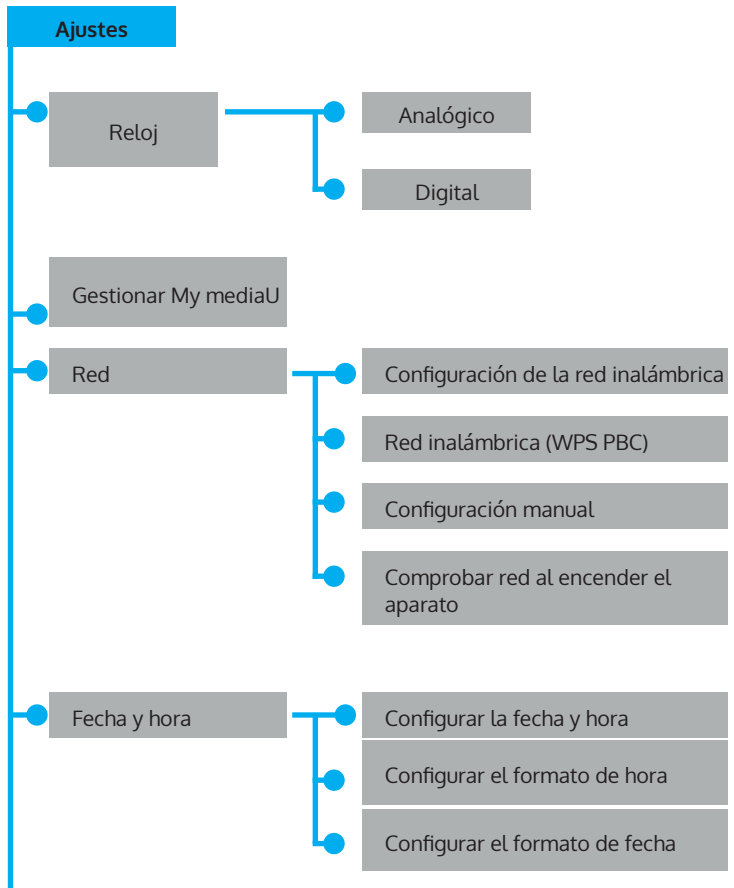 Ajustes
Reloj
Analógico
Digital
Gestionar My mediaU
Red
Configuración de la red inalámbrica
Red inalámbrica (WPS PBC)
Configuración manual
Comprobar red al encender el
aparato
Fecha y hora
Configurar la fecha y hora
Configurar el formato de hora
Configurar el formato de fecha